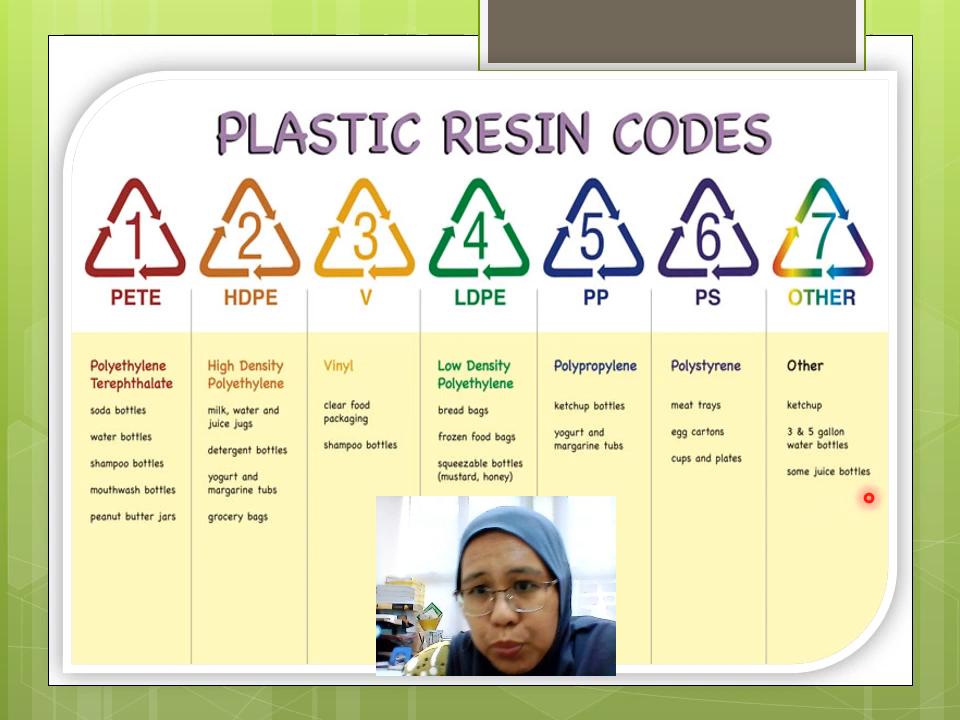 PLASTIC RESIN CODES
1 2 3 4 5 6 7
PETE HDPE V LDPE PP PS OTHER
Polyethylene
Terephthalate
soda bottles
water bottles
shampoo bottles
mouthwash bottles
peanut butter jars
High Density
Polyethylene
milk, water and
juice jugs
detergent bottles
yogurt and
margarine tubs
grocery bags
Vinyl
clear food
packaging
shampoo bottles
Low Density
Polyethylene
bread bags
frozen food bags
squeezable bottles
(mustard, honey)
Polypropylene
ketchup bottles
yogurt and
margarine tubs
Polystyrene
meat trays
egg cartons
cups and plates
Other
ketchup
3 & 5 gallon
water bottles
some juice bottles